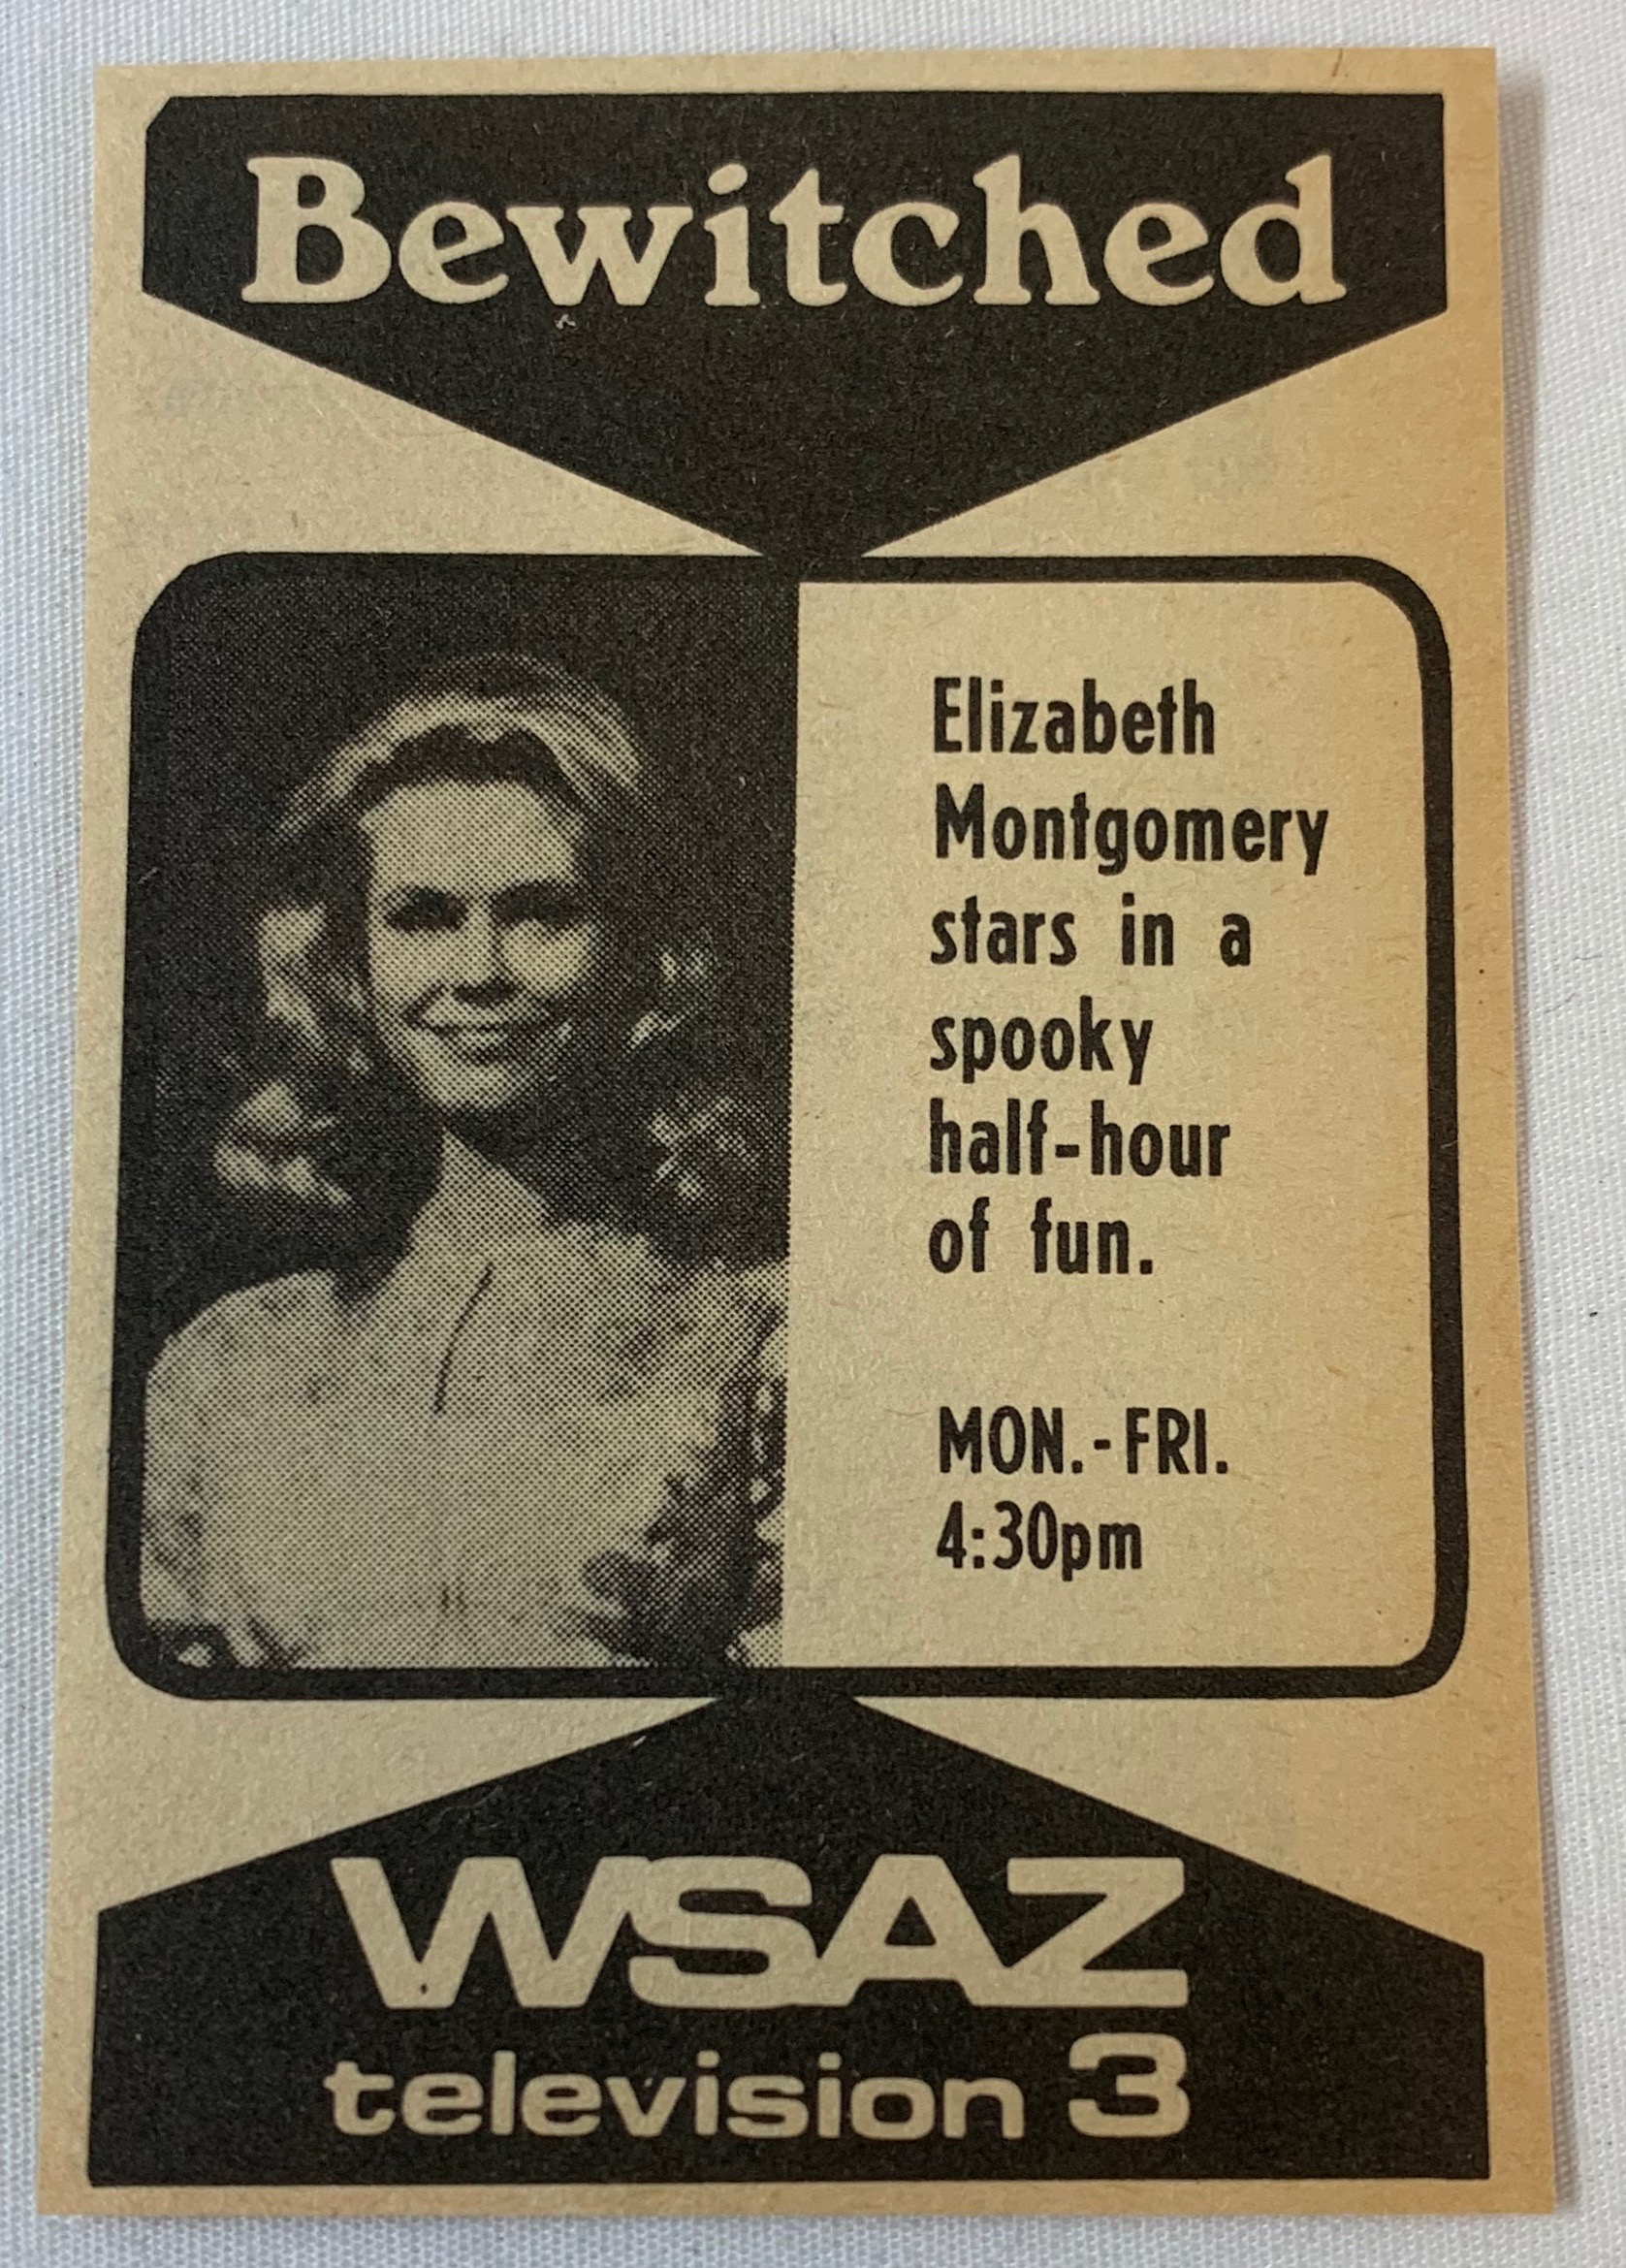 Bewitched
Elizabeth
Montgomery
stars in a
spooky
half-hour
of fun.
MON.-FRI.
4:30pm
WSAZ
television 3